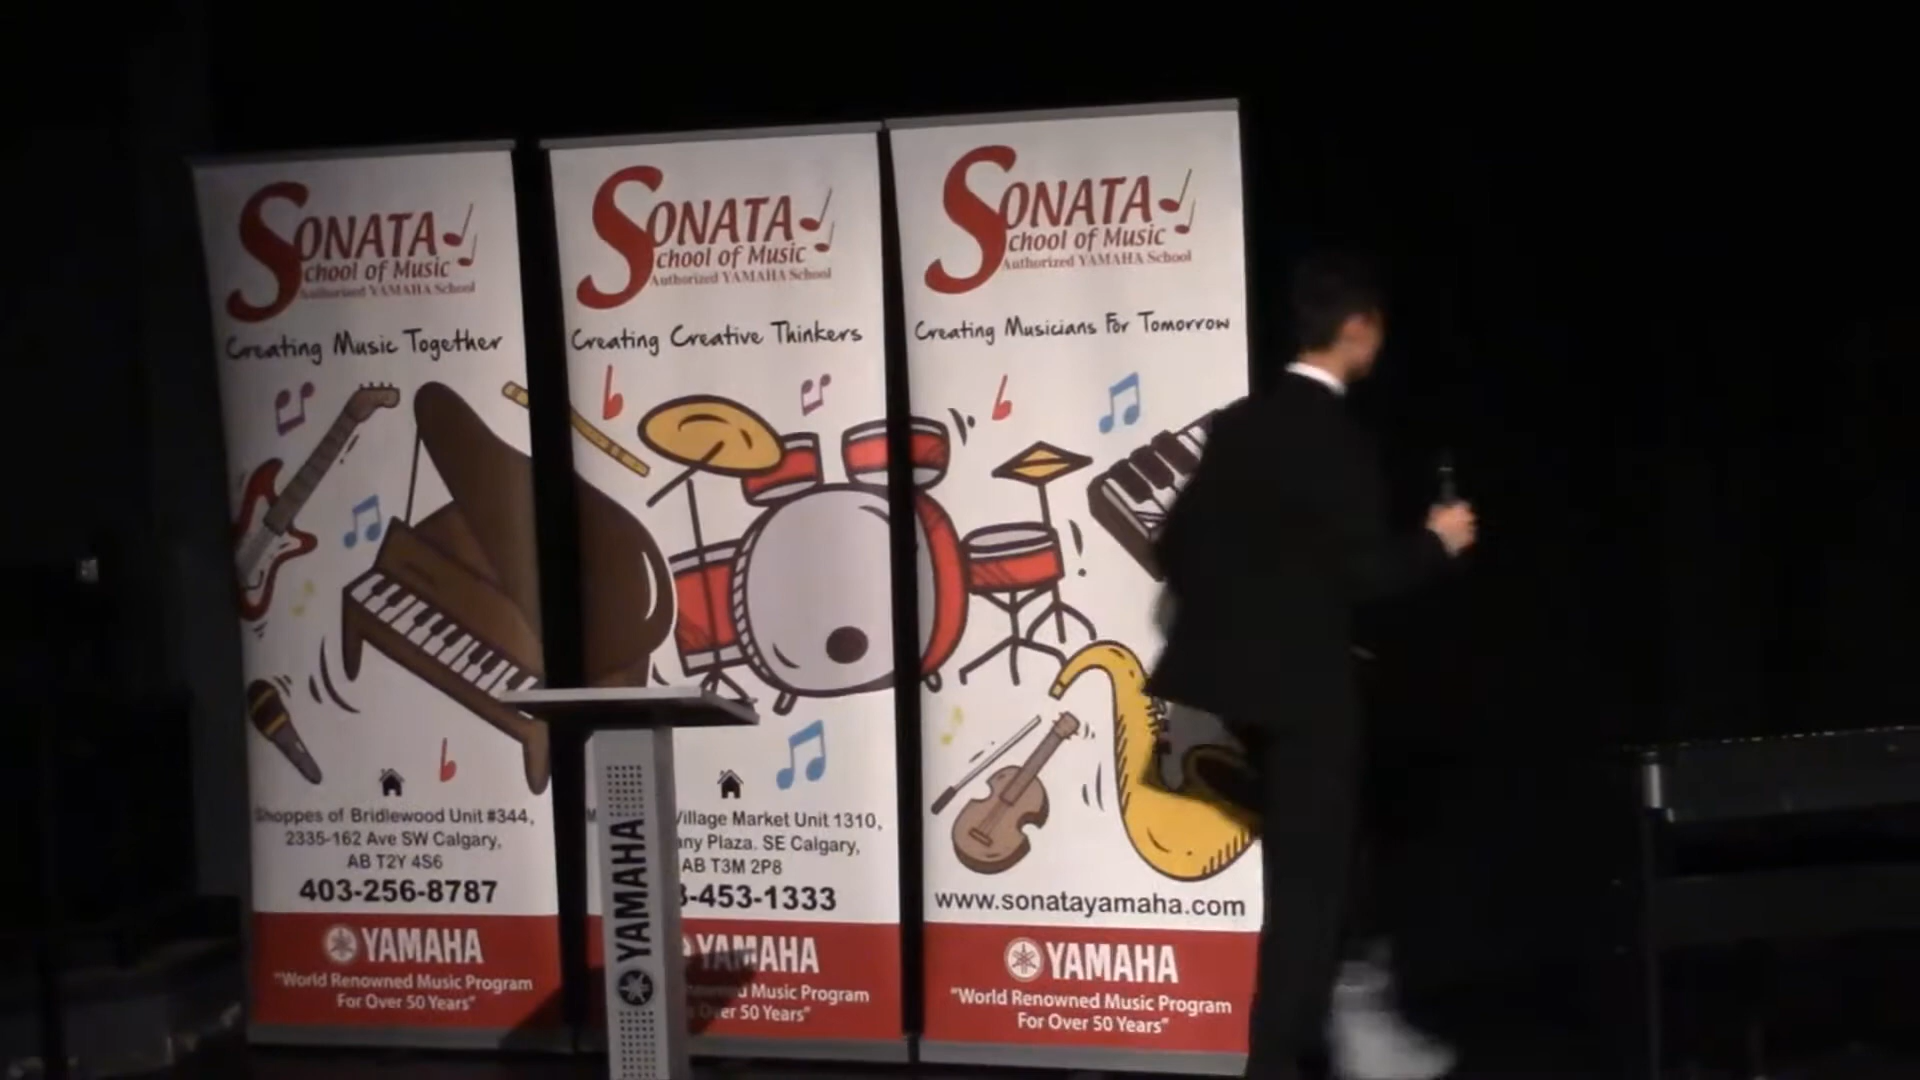 SONATA
School of Music
Authorized YAMAHA School
Creating Music Together
Shoppes of Bridlewood Unit #344,
2335-162 Ave SW Calgary,
AB T2Y 4S6
403-256-8787
YAMAHA
"World Renowned Music Program
For Over 50 Years"
SONATA
School of Music
Authorized YAMAHA School
Creating Creative Thinkers
Village Market Unit 1310,
Plaza. SE Calgary,
AB T3M 2P8
-453-1333
YAMAHA
Music Program
50 Years"
YAMAHA
SONATA
School of Music
Authorized YAMAHA School
Creating Musicians For Tomorrow
www.sonatayamaha.com
YAMAHA
"World Renowned Music Program
For Over 50 Years"